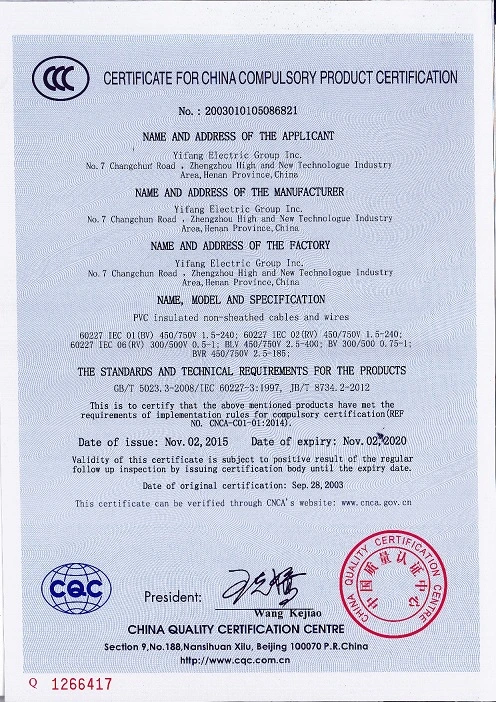 CCC
CERTIFICATE FOR CHINA COMPULSORY PRODUCT CERTIFICATION
No. : 2003010105086821
NAME AND ADDRESS OF THE APPLICANT
Yifang Electric Group Inc.
No. 7 Changchun Road , Zhengzhou High and New Technologue Industry
Area, Henan Province, China
NAME AND ADDRESS OF THE MANUFACTURER
Yifang Electric Group Inc.
No. 7 Changchun Road , Zhengzhou High and New Technologue Industry
Area, Henan Province, China
NAME AND ADDRESS OF THE FACTORY
Yifang Electric Group Inc.
No. 7 Changchun Road , Zhengzhou High and New Technologue Industry
Area, Henan Province, China
NAME, MODEL AND SPECIFICATION
PVC insulated non-sheathed cables and wires
60227 IEC 01(BV) 450/750V 1.5-240; 60227 IEC 02(RV) 450/750V 1.5-240;
60227 IEC 06(RV) 300/500V 0.5-1; BLV 450/750V 2.5-400; BV 300/500 0.75-1;
BVR 450/750V 2.5-185;
THE STANDARDS AND TECHNICAL REQUIREMENTS FOR THE PRODUCTS
GB/T 5023.3-2008/IEC 60227-3:1997, JB/T 8734.2-2012
This is to certify that the above mentioned products have met the
requirements of implementation rules for compulsory certification(REF
NO. CNCA-C01-01:2014).
Date of issue: Nov. 02, 2015 Date of expiry: Nov. 02, 2020
Validity of this certificate is subject to positive result of the regular
follow up inspection by issuing certification body until the expiry date.
Date of original certification: Sep. 28, 2003
This certificate can be verified through CNCA's website: www.cnca.gov.cn
CQC
President:
Wang Kejiao
CHINA QUALITY CERTIFICATION CENTRE
中国质量认证中心
CHINA QUALITY CERTIFICATION CENTRE
Section 9, No.188, Nansihuan Xilu, Beijing 100070 P.R.China
http://www.cqc.com.cn
Q 1266417